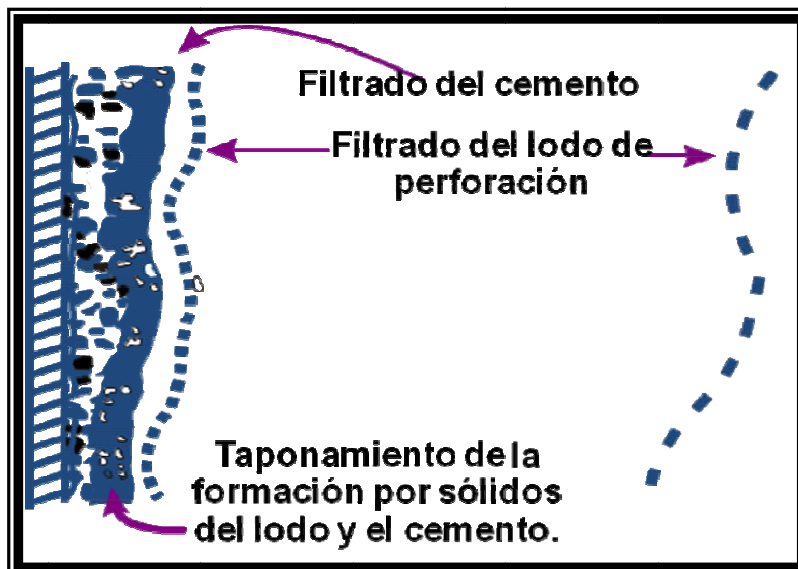 Filtrado del cemento
Filtrado del lodo de
perforación
Taponamiento de la
formación por sólidos
del lodo y el cemento.